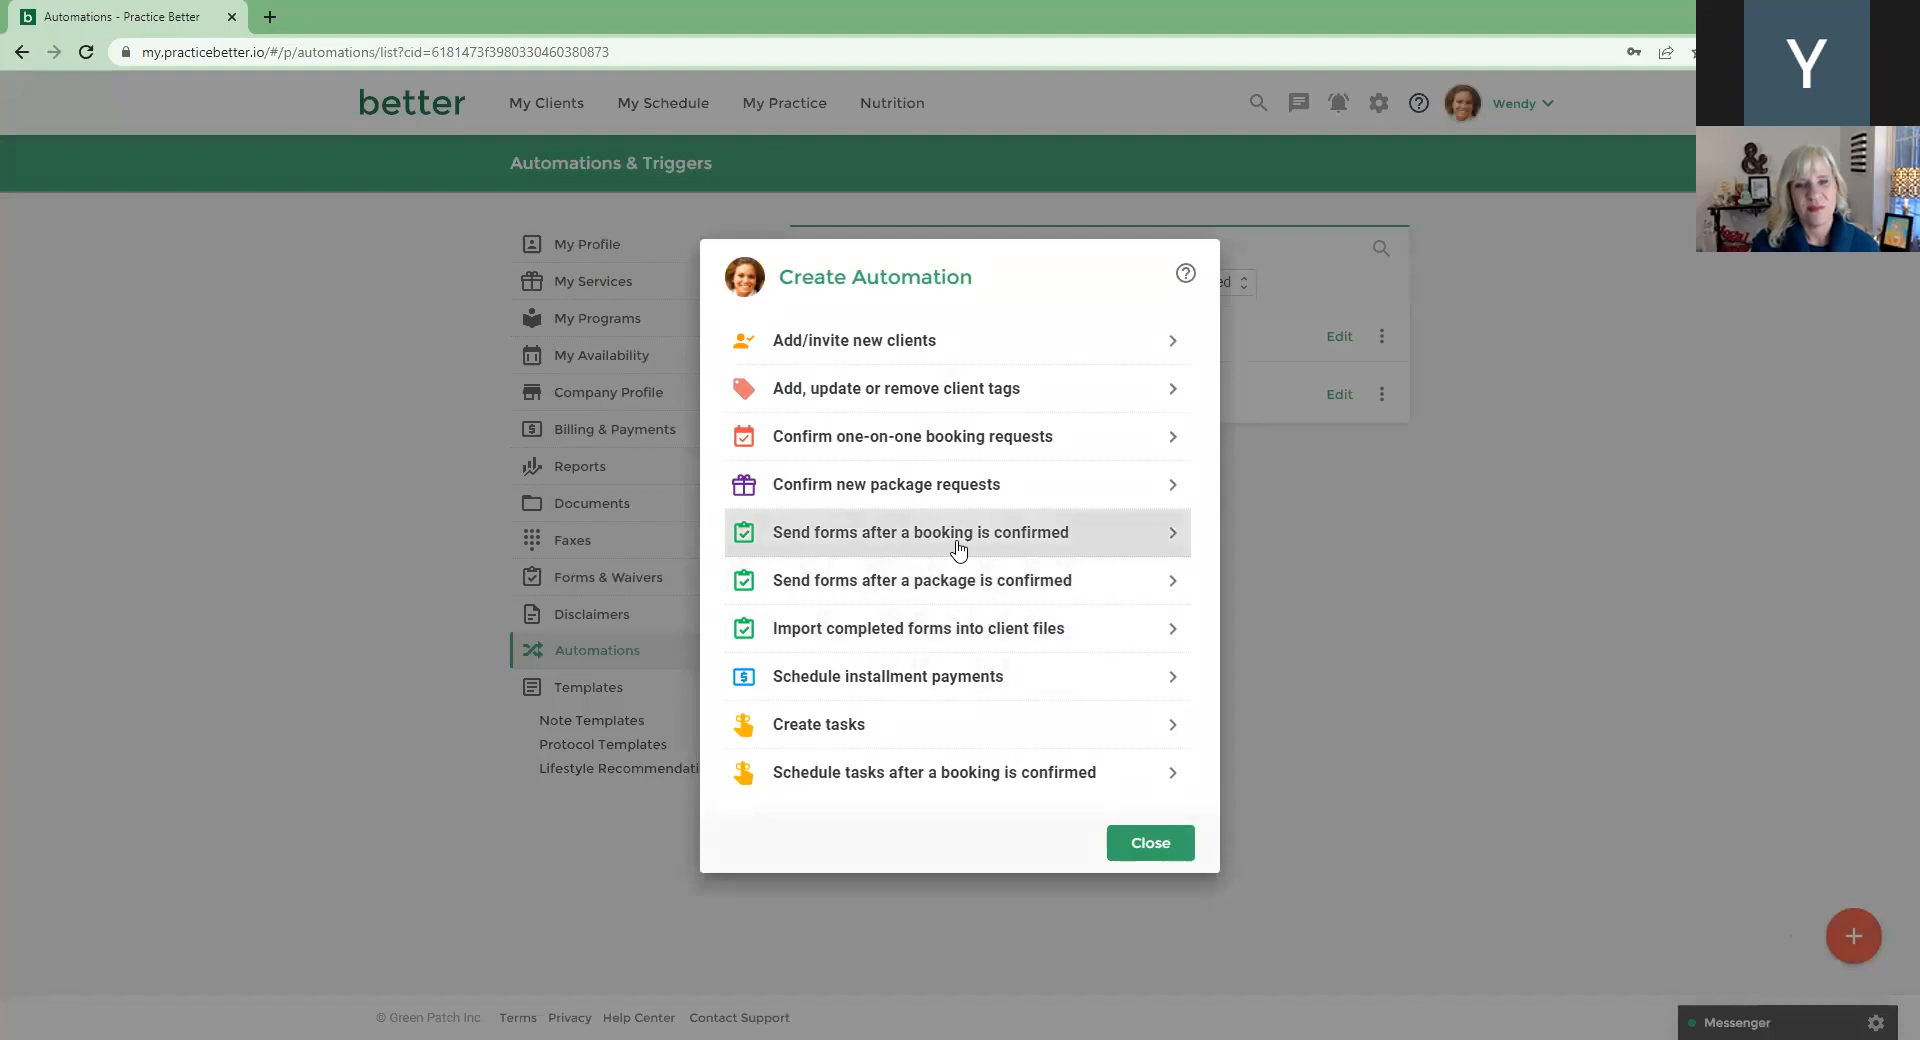 Automations - Practice Better
my.practicebetter.io/#/p/automations/list?cid=6181473f3980330460380873
Y
better
My Clients
My Schedule
My Practice
Nutrition
Wendy
Automations & Triggers
My Profile
My Services
My Programs
My Availability
Company Profile
Billing & Payments
Reports
Documents
Faxes
Forms & Waivers
Disclaimers
Automations
Templates
Note Templates
Protocol Templates
Lifestyle Recommendati
Create Automation
Add/invite new clients
Add, update or remove client tags
Confirm one-on-one booking requests
Confirm new package requests
Send forms after a booking is confirmed
Send forms after a package is confirmed
Import completed forms into client files
Schedule installment payments
Create tasks
Schedule tasks after a booking is confirmed
Close
ed
Edit
Edit
© Green Patch Inc.
Terms
Privacy
Help Center
Contact Support
Messenger